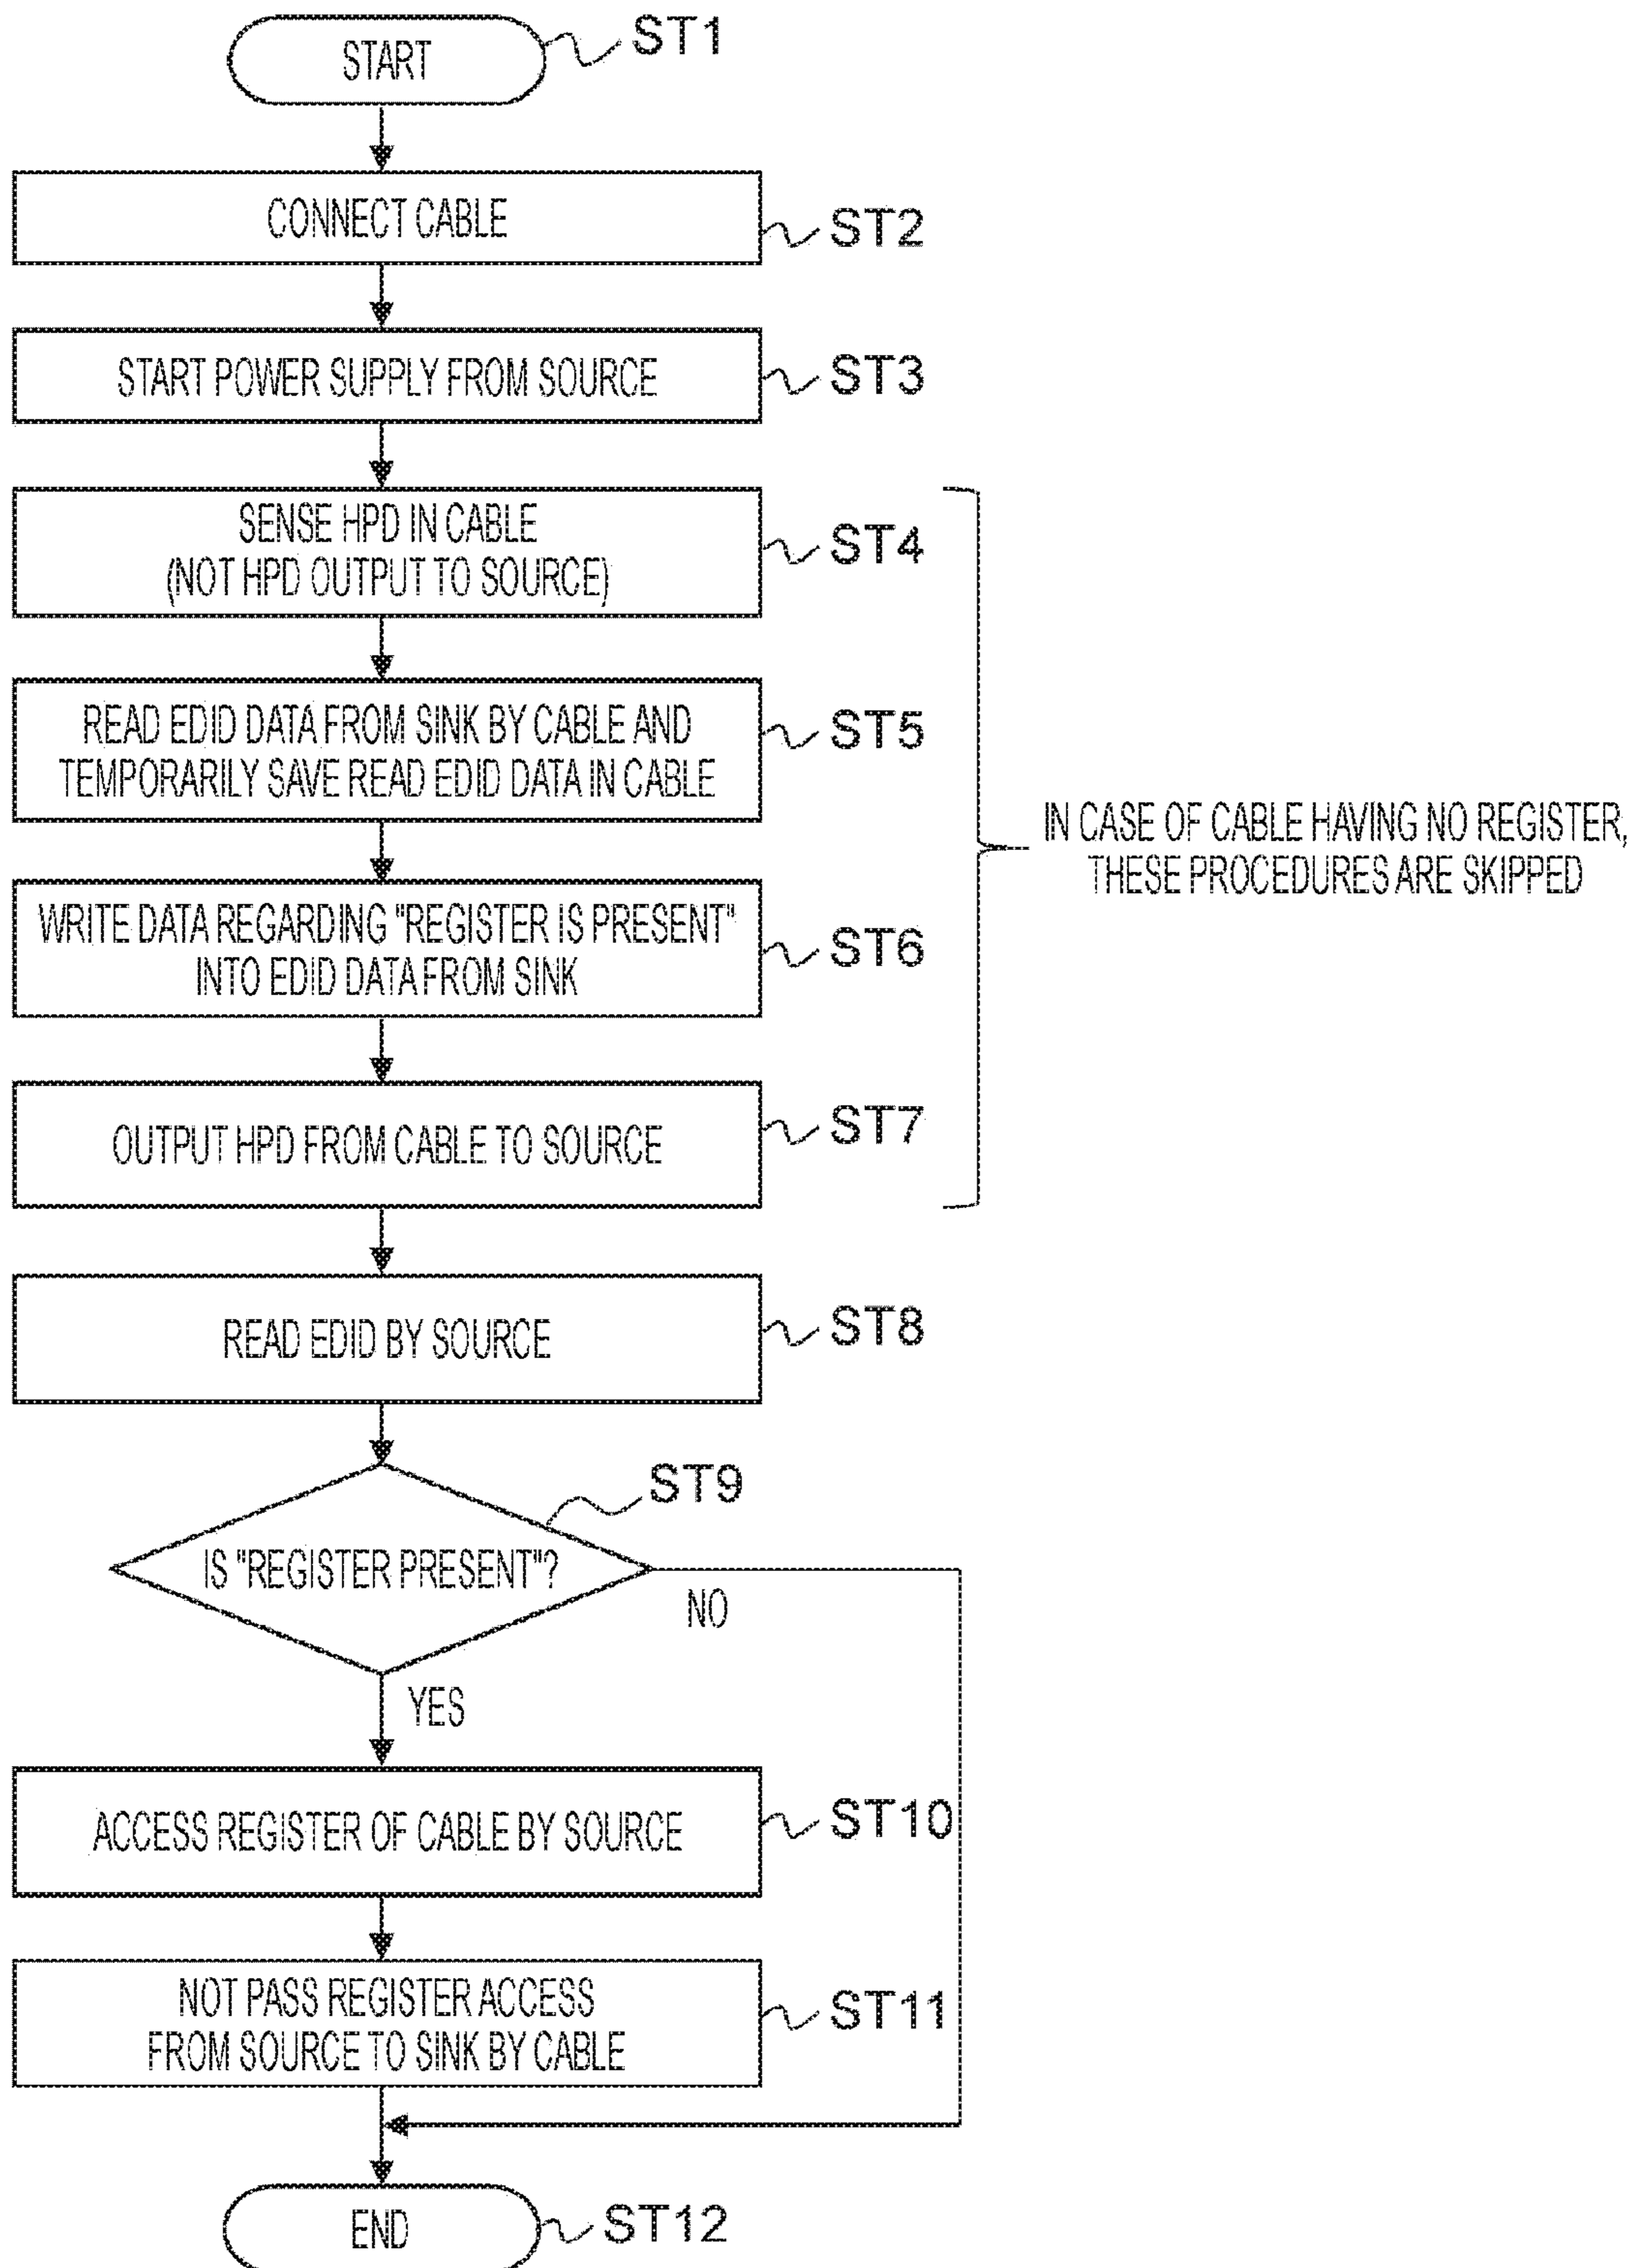 START
ST1
CONNECT CABLE
ST2
START POWER SUPPLY FROM SOURCE
ST3
SENSE HPD IN CABLE
(NOT HPD OUTPUT TO SOURCE)
ST4
READ EDID DATA FROM SINK BY CABLE AND
TEMPORARILY SAVE READ EDID DATA IN CABLE
ST5
IN CASE OF CABLE HAVING NO REGISTER,
THESE PROCEDURES ARE SKIPPED
WRITE DATA REGARDING "REGISTER IS PRESENT"
INTO EDID DATA FROM SINK
ST6
OUTPUT HPD FROM CABLE TO SOURCE
ST7
READ EDID BY SOURCE
ST8
IS "REGISTER PRESENT"?
ST9
NO
YES
ACCESS REGISTER OF CABLE BY SOURCE
ST10
NOT PASS REGISTER ACCESS
FROM SOURCE TO SINK BY CABLE
ST11
END
ST12